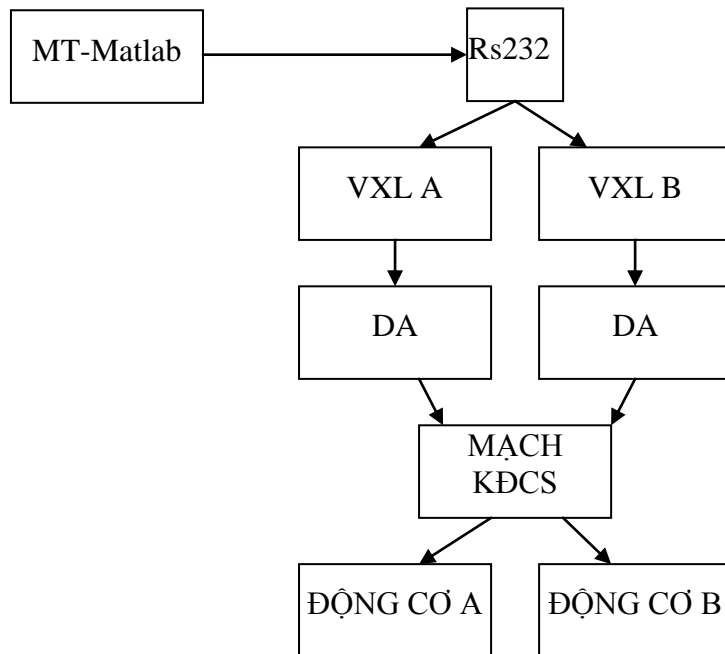 MT-Matlab
Rs232
VXL A
VXL B
DA
DA
MẠCH
KĐCS
ĐỘNG CƠ A
ĐỘNG CƠ B